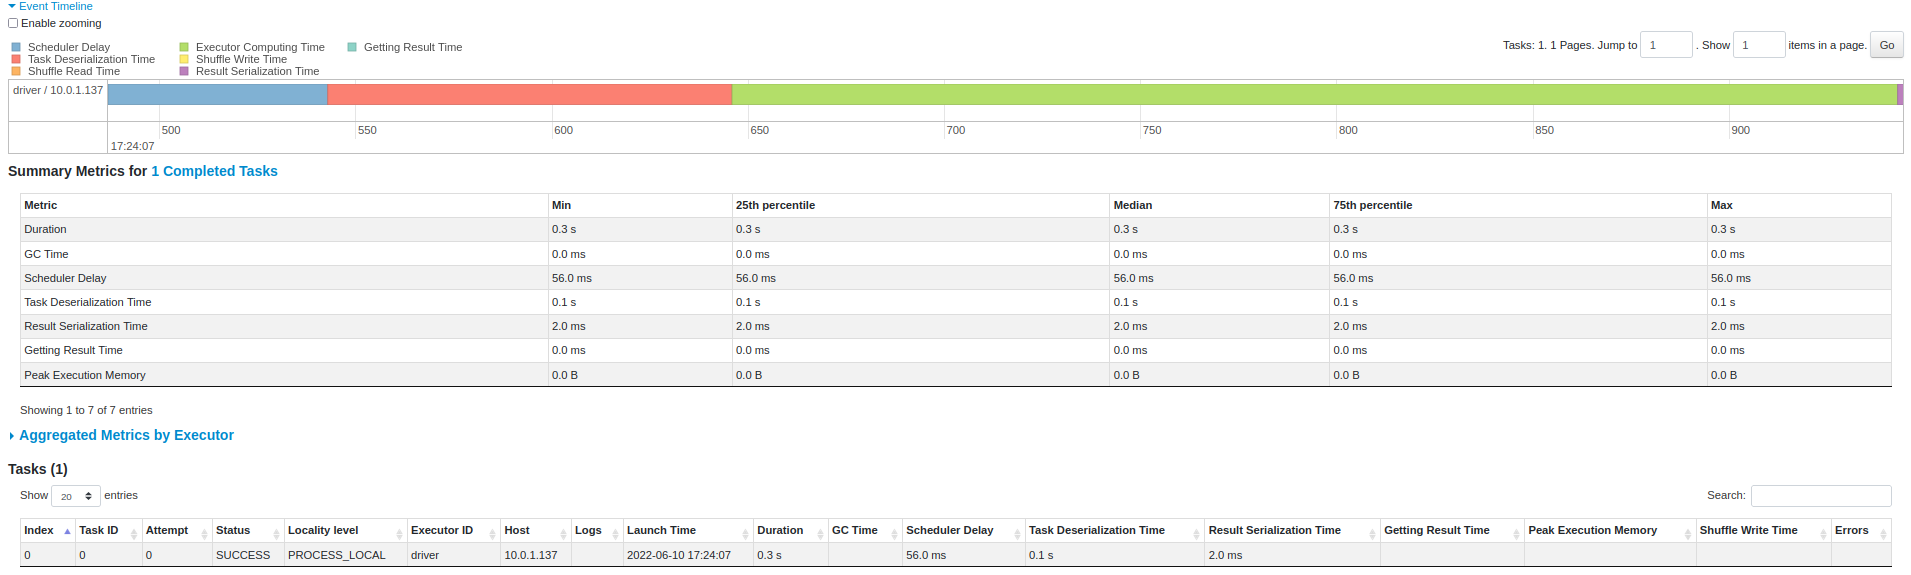 Event Timeline
Enable zooming
Scheduler Delay Executor Computing Time Getting Result Time
Task Deserialization Time Shuffle Write Time
Shuffle Read Time Result Serialization Time
Tasks: 1. 1 Pages. Jump to 1 . Show 1 items in a page. Go
driver / 10.0.1.137
500 550 600 650 700 750 800 850 900
17:24:07
Summary Metrics for 1 Completed Tasks
Metric Min 25th percentile Median 75th percentile Max
Duration 0.3 s 0.3 s 0.3 s 0.3 s 0.3 s
GC Time 0.0 ms 0.0 ms 0.0 ms 0.0 ms 0.0 ms
Scheduler Delay 56.0 ms 56.0 ms 56.0 ms 56.0 ms 56.0 ms
Task Deserialization Time 0.1 s 0.1 s 0.1 s 0.1 s 0.1 s
Result Serialization Time 2.0 ms 2.0 ms 2.0 ms 2.0 ms 2.0 ms
Getting Result Time 0.0 ms 0.0 ms 0.0 ms 0.0 ms 0.0 ms
Peak Execution Memory 0.0 B 0.0 B 0.0 B 0.0 B 0.0 B
Showing 1 to 7 of 7 entries
Aggregated Metrics by Executor
Tasks (1)
Show 20 entries Search:
Index Task ID Attempt Status Locality level Executor ID Host Logs Launch Time Duration GC Time Scheduler Delay Task Deserialization Time Result Serialization Time Getting Result Time Peak Execution Memory Shuffle Write Time Errors
0 0 0 SUCCESS PROCESS_LOCAL driver 10.0.1.137 2022-06-10 17:24:07 0.3 s 56.0 ms 0.1 s 2.0 ms